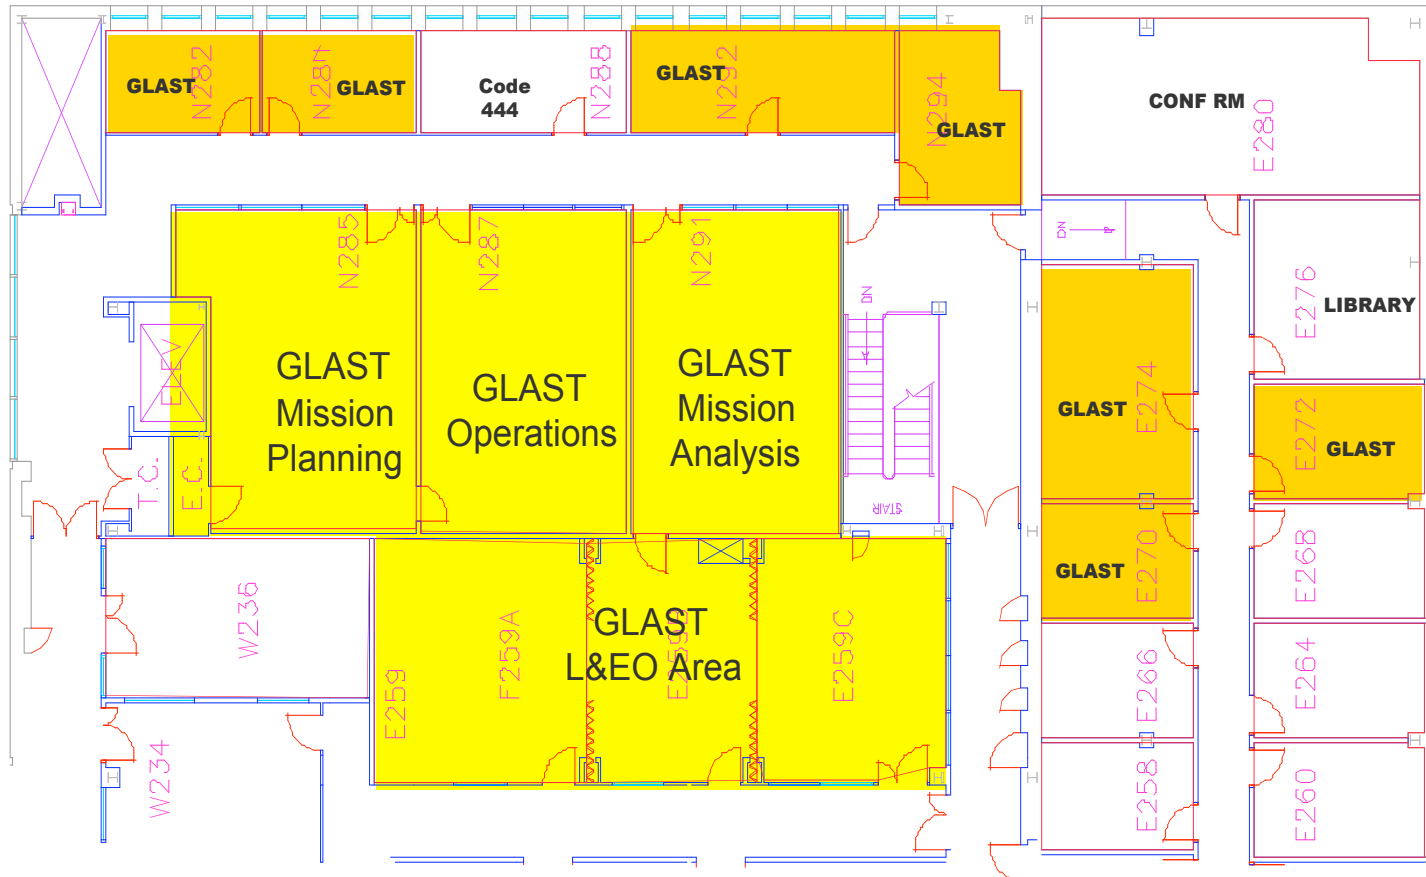 GLAST
N282
N284
GLAST
Code
444
N288
GLAST
N292
N294
GLAST
CONF RM
E280
N285
N287
N291
DN
DN
E276
LIBRARY
ELEV
GLAST
Mission
Planning
GLAST
Operations
GLAST
Mission
Analysis
GLAST
E274
E272
GLAST
T.C.
E.C.
STAIR
GLAST
E270
E268
W236
E259
F259A
GLAST
L&EO Area
E259B
E259C
E266
E264
W234
E258
E260